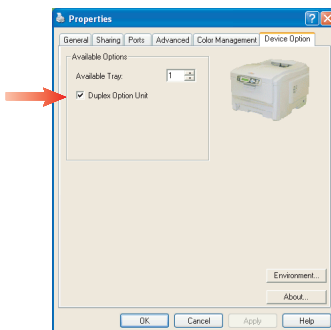 Properties
General Sharing Ports Advanced Color Management Device Option
Available Options
Available Tray: 1
Duplex Option Unit
Environment...
About...
OK Cancel Apply Help